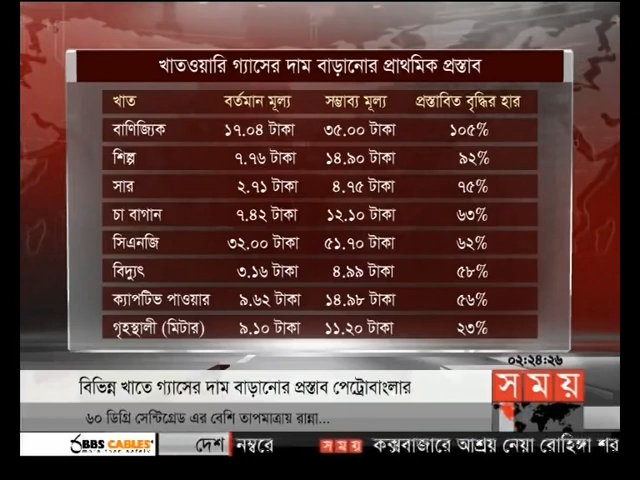 খাতওয়ারি গ্যাসের দাম বাড়ানোর প্রাথমিক প্রস্তাব
খাত বর্তমান মূল্য সম্ভাব্য মূল্য প্রস্তাবিত বৃদ্ধির হার
বাণিজ্যিক ১৭.০৪ টাকা ৩৫.০০ টাকা ১০৫%
শিল্প ৭.৭৬ টাকা ১৪.৯০ টাকা ৯২%
সার ২.৭১ টাকা ৪.৭৫ টাকা ৭৫%
চা বাগান ৭.৪২ টাকা ১২.১০ টাকা ৬৩%
সিএনজি ৩২.০০ টাকা ৫১.৭০ টাকা ৬২%
বিদ্যুৎ ৩.১৬ টাকা ৪.৯৯ টাকা ৫৮%
ক্যাপটিভ পাওয়ার ৯.৬২ টাকা ১৪.৯৮ টাকা ৫৬%
গৃহস্থালী (মিটার) ৯.১০ টাকা ১১.২০ টাকা ২৩%
০২:২৪:২৬
বিভিন্ন খাতে গ্যাসের দাম বাড়ানোর প্রস্তাব পেট্রোবাংলার
সময়
৬০ ডিগ্রি সেন্টিগ্রেড এর বেশি তাপমাত্রায় রান্না...
BBS CABLES দেশ নম্বরে সময় কক্সবাজারে আশ্রয় নেয়া রোহিঙ্গা শর